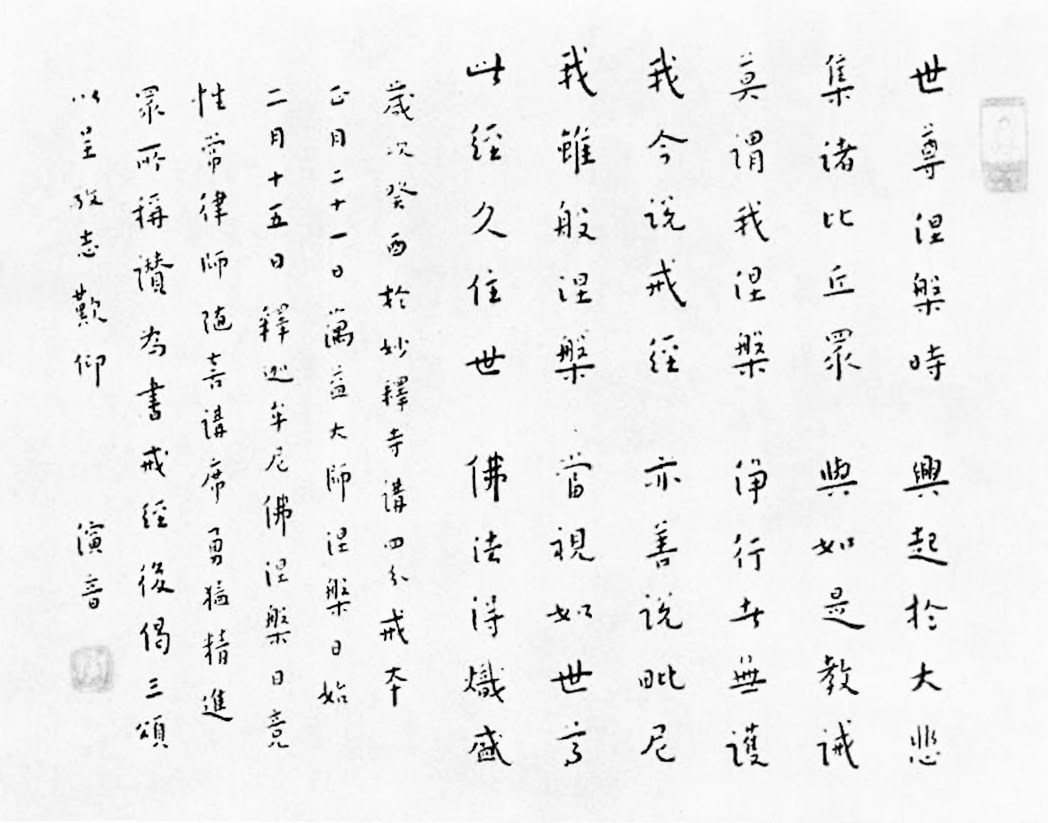 世尊涅槃時 興起於大悲
集諸比丘眾 與如是教誡
莫謂我涅槃 淨行者無護
我今說戒經 亦善說毗尼
我雖般涅槃 當視如世尊
此經久住世 佛法得熾盛
歲次癸酉於妙釋寺講四分戒本
正月二十一日蕅益大師涅槃日始
二月十五日釋迦牟尼佛涅槃日竟
性常律師隨喜講席勇猛精進
眾所稱讚為書戒經後偈三頌
以呈致志歎仰 演音